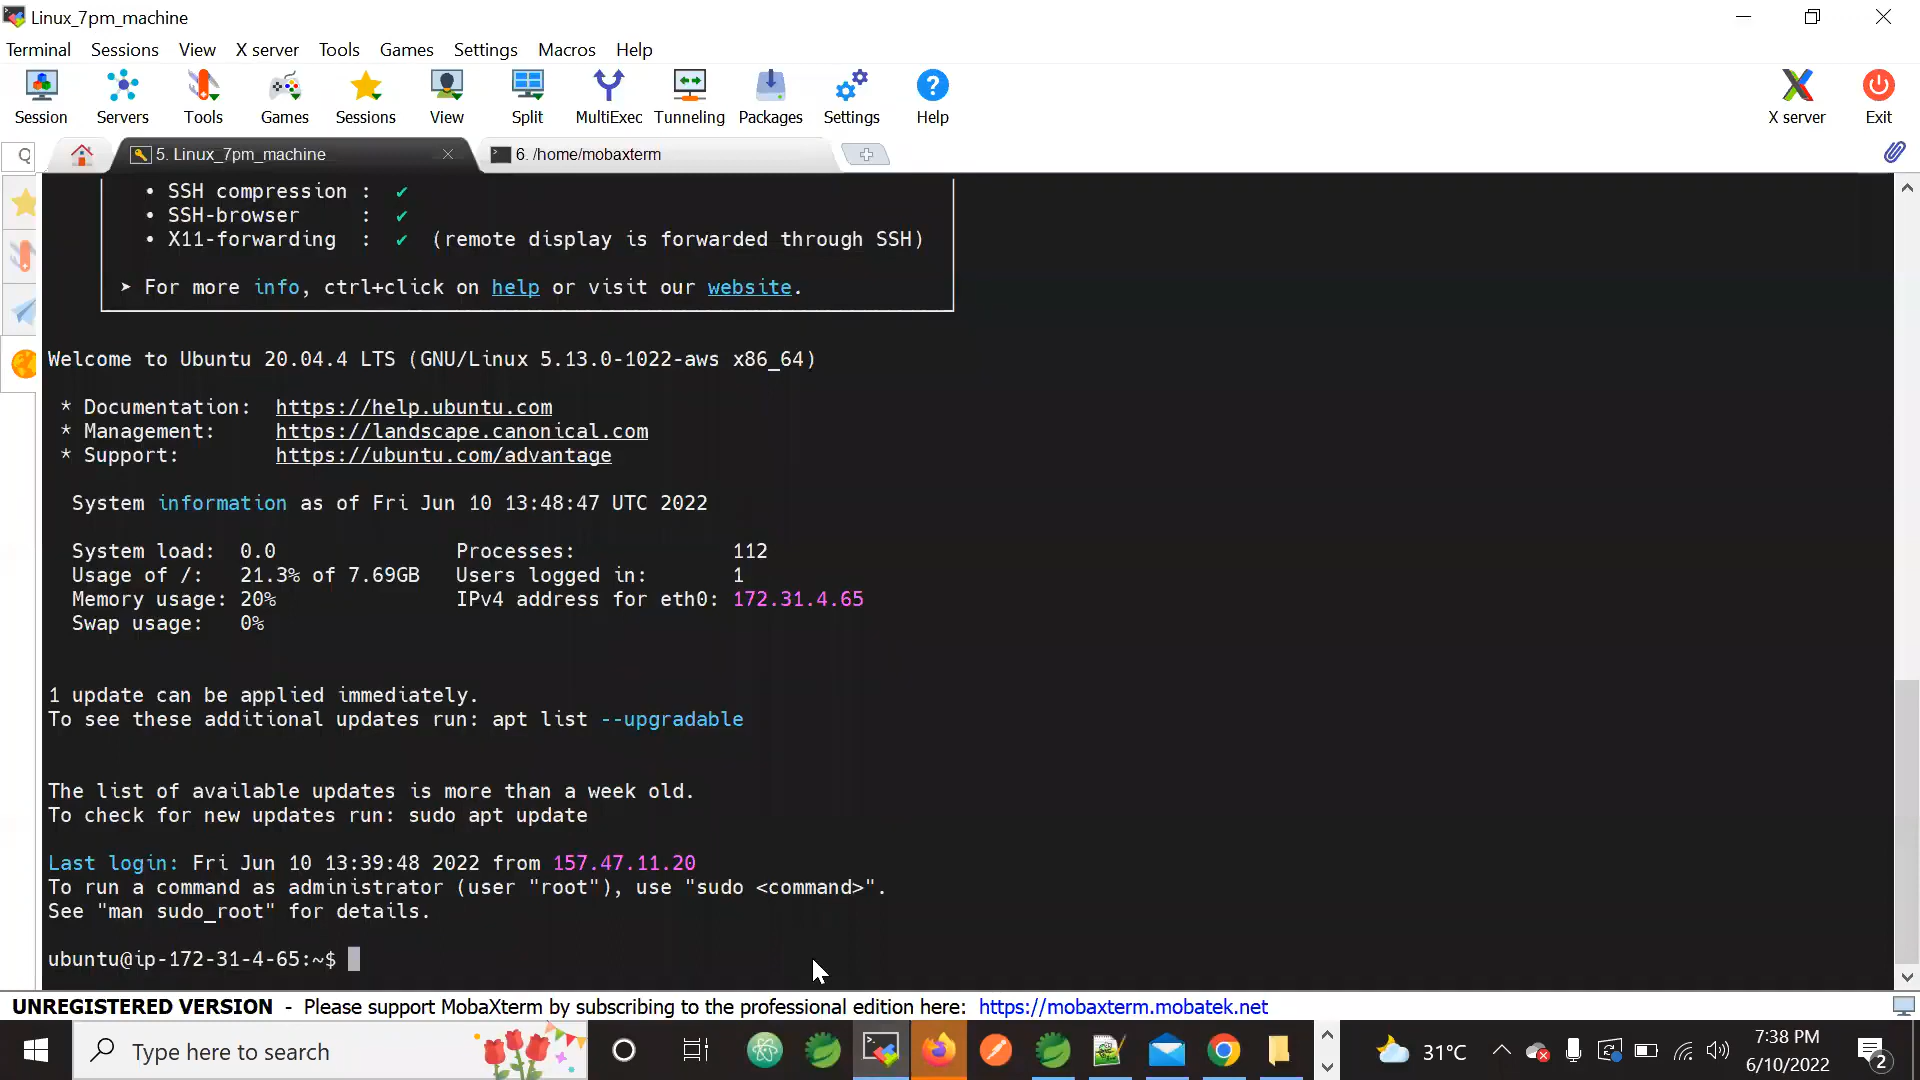 Linux_7pm_machine
Terminal Sessions View X server Tools Games Settings Macros Help
Session Servers Tools Games Sessions View Split MultiExec Tunneling Packages Settings Help X server Exit
5. Linux_7pm_machine 6. /home/mobaxterm
• SSH compression : ✔
• SSH-browser : ✔
• X11-forwarding : ✔ (remote display is forwarded through SSH)
➤ For more info, ctrl+click on help or visit our website.
Welcome to Ubuntu 20.04.4 LTS (GNU/Linux 5.13.0-1022-aws x86_64)
* Documentation: https://help.ubuntu.com
* Management: https://landscape.canonical.com
* Support: https://ubuntu.com/advantage
System information as of Fri Jun 10 13:48:47 UTC 2022
System load: 0.0 Processes: 112
Usage of /: 21.3% of 7.69GB Users logged in: 1
Memory usage: 20% IPv4 address for eth0: 172.31.4.65
Swap usage: 0%
1 update can be applied immediately.
To see these additional updates run: apt list --upgradable
The list of available updates is more than a week old.
To check for new updates run: sudo apt update
Last login: Fri Jun 10 13:39:48 2022 from 157.47.11.20
To run a command as administrator (user "root"), use "sudo <command>".
See "man sudo_root" for details.
ubuntu@ip-172-31-4-65:~$
UNREGISTERED VERSION - Please support MobaXterm by subscribing to the professional edition here: https://mobaxterm.mobatek.net
Type here to search
31°C
7:38 PM
6/10/2022
2